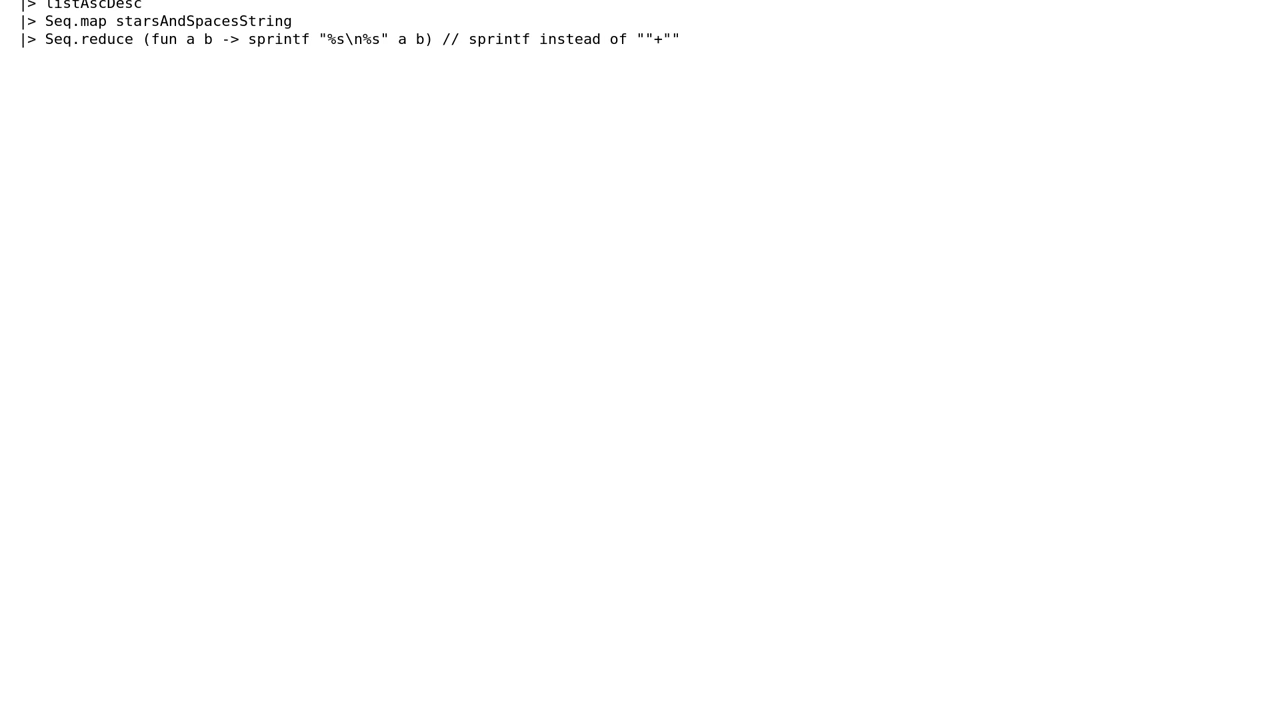 |> listAscDesc
|> Seq.map starsAndSpacesString
|> Seq.reduce (fun a b -> sprintf "%s\n%s" a b) // sprintf instead of ""+""